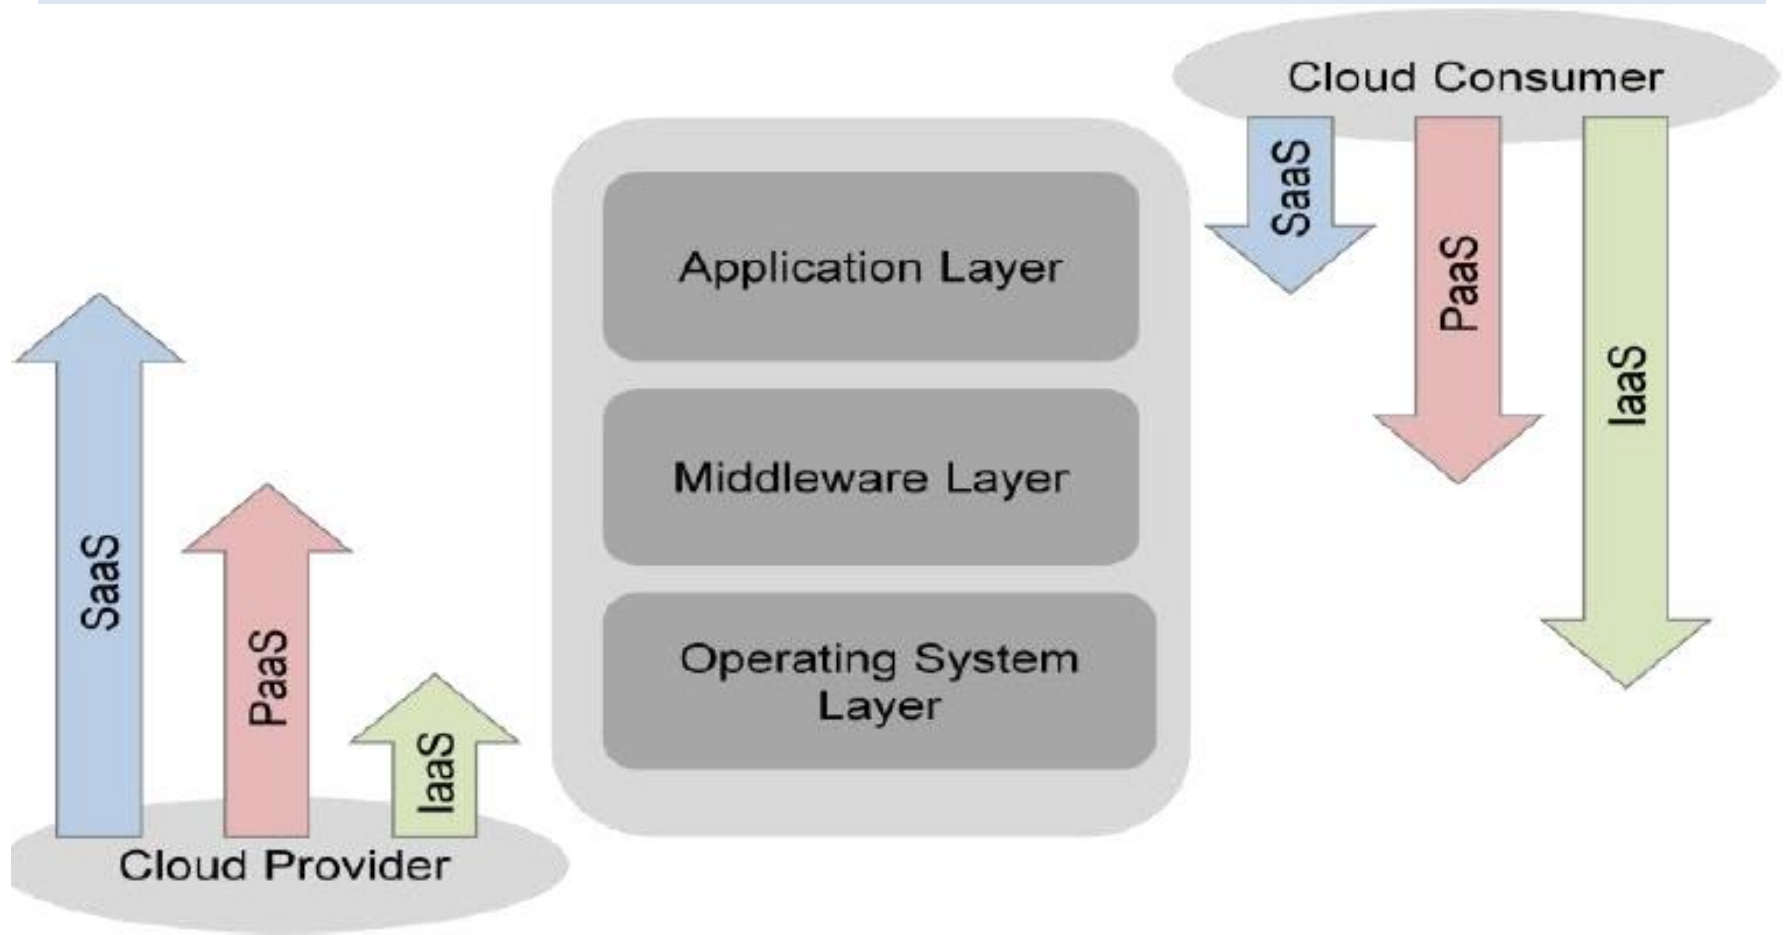 Cloud Consumer
SaaS
PaaS
IaaS
Application Layer
Middleware Layer
Operating System
Layer
SaaS
PaaS
IaaS
Cloud Provider